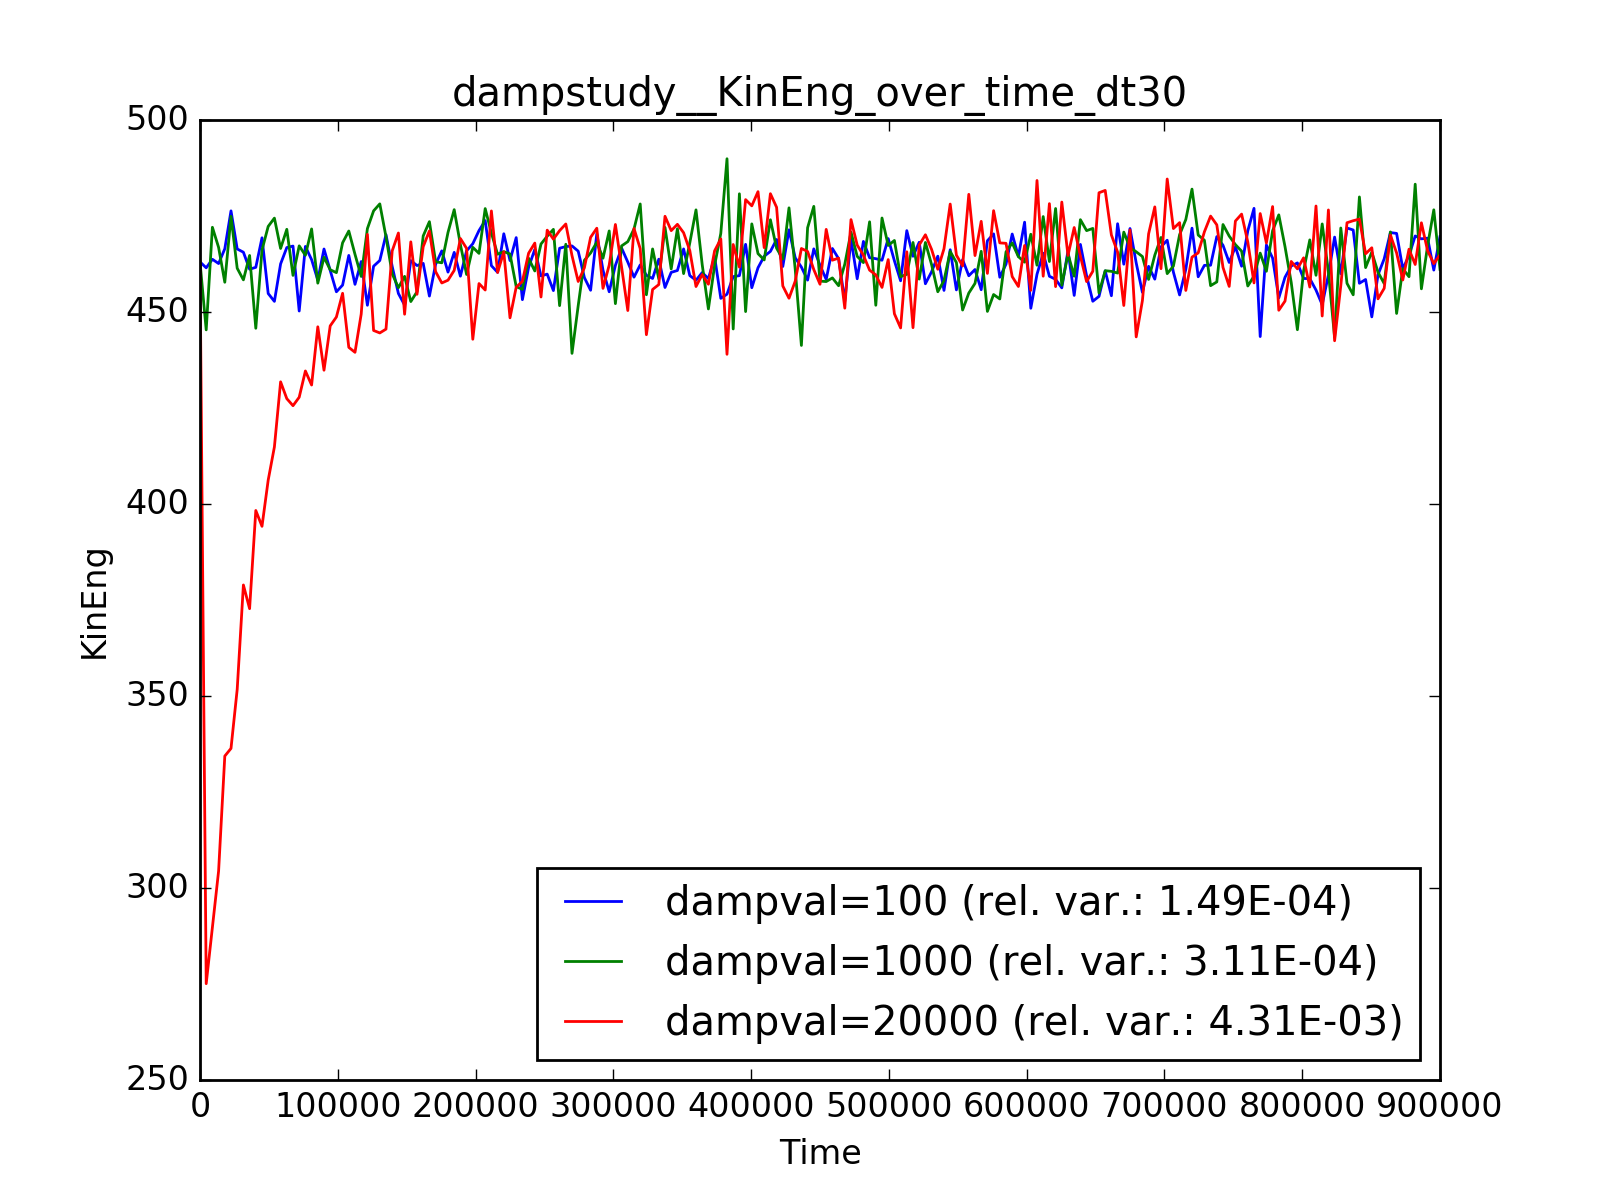 dampstudy__KinEng_over_time_dt30
500
450
400
350
300
250
KinEng
dampval=100 (rel. var.: 1.49E-04)
dampval=1000 (rel. var.: 3.11E-04)
dampval=20000 (rel. var.: 4.31E-03)
0 100000 200000 300000 400000 500000 600000 700000 800000 900000
Time